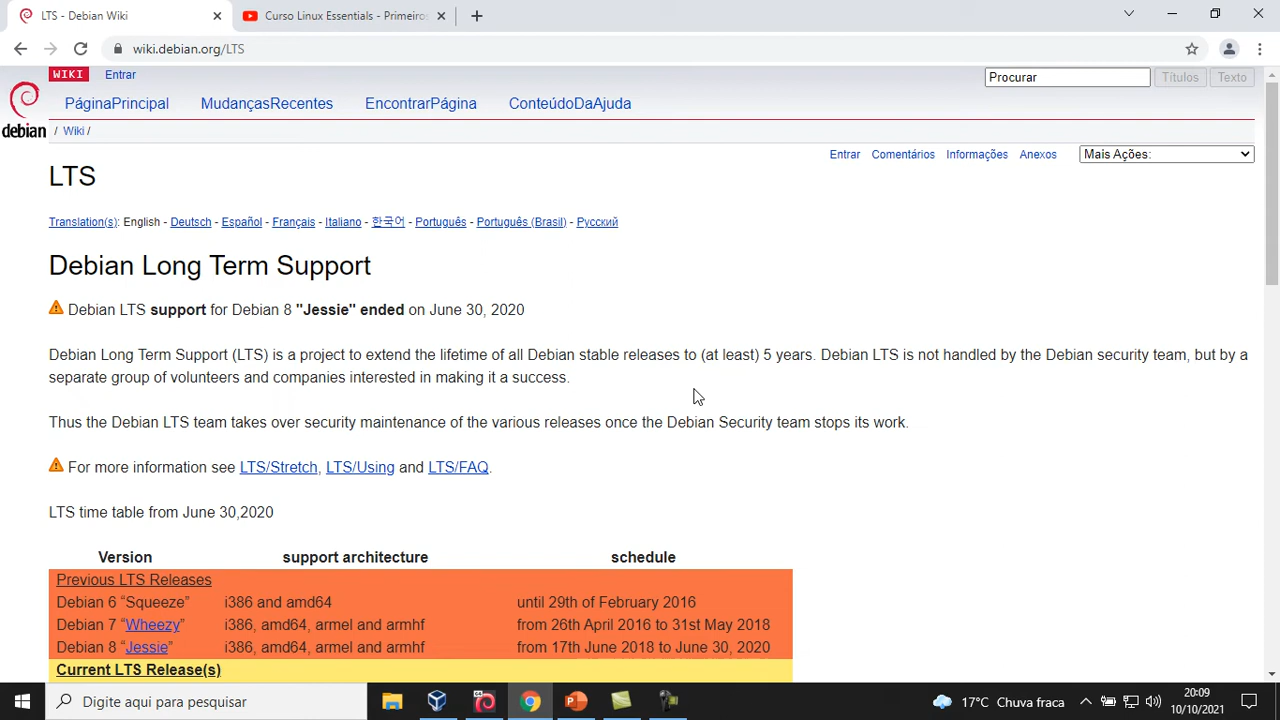 LTS - Debian Wiki
Curso Linux Essentials - Primeiros
wiki.debian.org/LTS
WIKI Entrar
Procurar Títulos Texto
debian
PáginaPrincipal MudançasRecentes EncontrarPágina ConteúdoDaAjuda
/ Wiki /
Entrar Comentários Informações Anexos Mais Ações:
LTS
Translation(s): English - Deutsch - Español - Français - Italiano - 한국어 - Português - Português (Brasil) - Русский
Debian Long Term Support
Debian LTS support for Debian 8 "Jessie" ended on June 30, 2020
Debian Long Term Support (LTS) is a project to extend the lifetime of all Debian stable releases to (at least) 5 years. Debian LTS is not handled by the Debian security team, but by a
separate group of volunteers and companies interested in making it a success.
Thus the Debian LTS team takes over security maintenance of the various releases once the Debian Security team stops its work.
For more information see LTS/Stretch, LTS/Using and LTS/FAQ.
LTS time table from June 30,2020
Version support architecture schedule
Previous LTS Releases
Debian 6 “Squeeze” i386 and amd64 until 29th of February 2016
Debian 7 “Wheezy” i386, amd64, armel and armhf from 26th April 2016 to 31st May 2018
Debian 8 “Jessie” i386, amd64, armel and armhf from 17th June 2018 to June 30, 2020
Current LTS Release(s)
Digite aqui para pesquisar
64
17°C Chuva fraca
20:09
10/10/2021